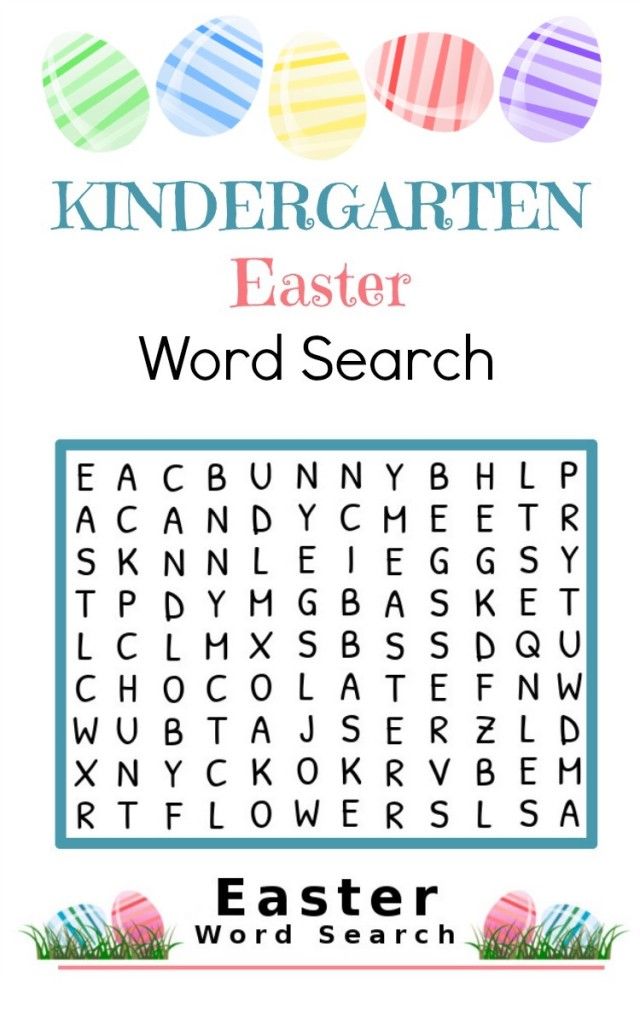 KINDERGARTEN
Easter
Word Search
E A C B U N N Y B H L P
A C A N D Y C M E E T R
S K N N L E I E G G S Y
T P D Y M G B A S K E T
L C L M X S B S S D Q U
C H O C O L A T E F N W
W U B T A J S E R Z L D
X N Y C K O K R V B E M
R T F L O W E R S L S A
Easter
Word Search